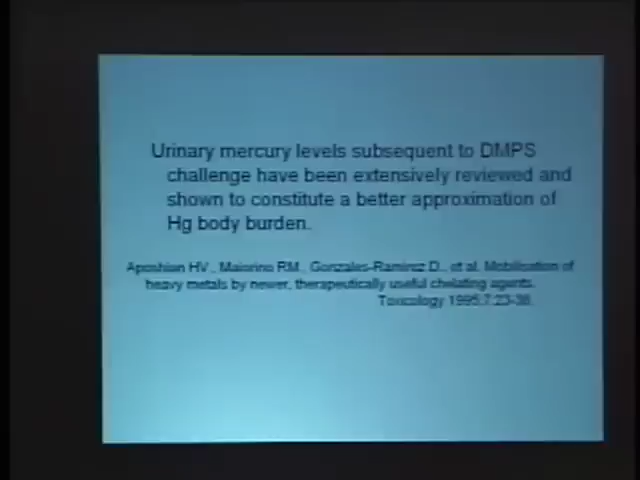 Urinary mercury levels subsequent to DMPS
challenge have been extensively reviewed and
shown to constitute a better approximation of
Hg body burden.
Aposhian HV., Maiorino RM., Gonzales-Ramirez D., et al. Mobilisation of
heavy metals by newer, therapeutically useful chelating agents.
Toxicology 1995;7:23-38.